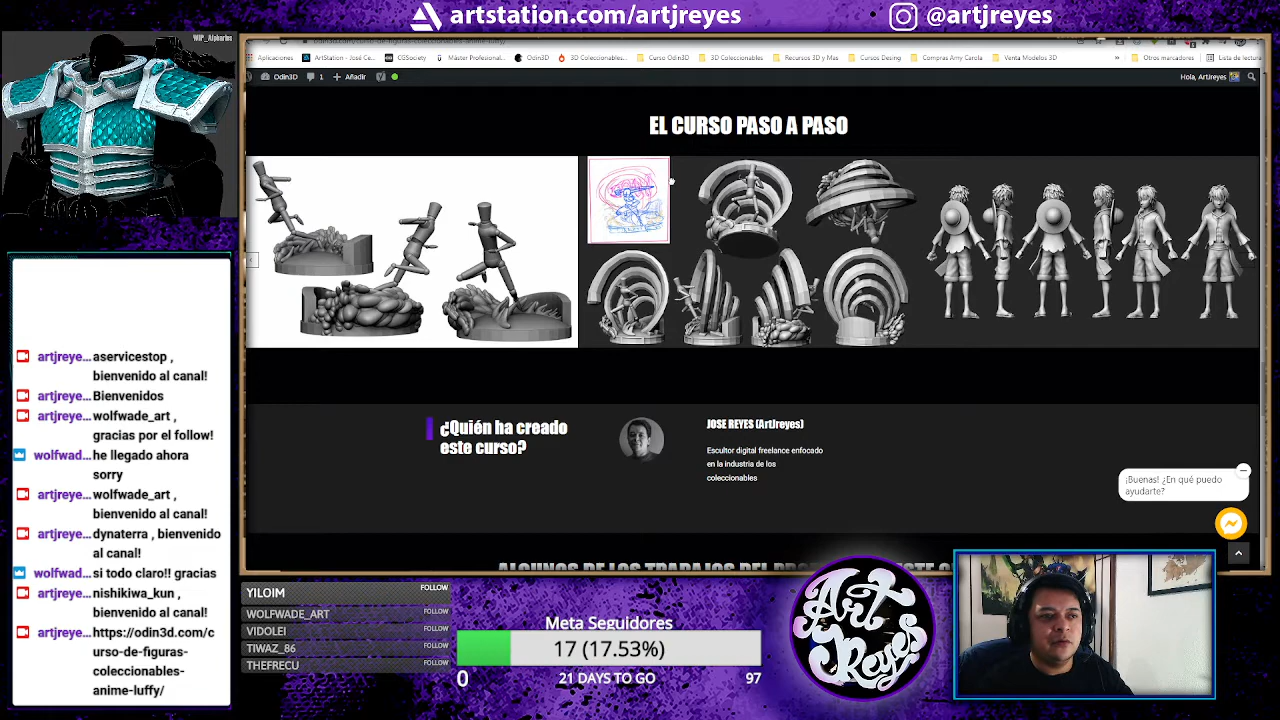 artstation.com/artjreyes
@artjreyes
WIP_Alpharius
Aplicaciones
ArtStation - José Ce...
CGSociety
Máster Profesional...
Odin3D
3D Coleccionables...
Curso Odin3D
3D Coleccionables
Recursos 3D y Mas
Cursos Desing
Compras Amy Carola
Venta Modelos 3D
»
Otros marcadores
Lista de lectura
Odin3D
1
Añadir
Hola, Artjreyes
EL CURSO PASO A PASO
¿Quién ha creado
este curso?
JOSE REYES (ArtJreyes)
Escultor digital freelance enfocado
en la industria de los
coleccionables
¡Buenas! ¿En qué puedo
ayudarte?
artjreye... aservicestop ,
bienvenido al canal!
artjreye... Bienvenidos
artjreye... wolfwade_art ,
gracias por el follow!
wolfwad... he llegado ahora
sorry
artjreye... wolfwade_art ,
bienvenido al canal!
artjreye... dynaterra , bienvenido
al canal!
wolfwad... si todo claro!! gracias
artjreye... nishikiwa_kun ,
bienvenido al canal!
artjreye... https://odin3d.com/c
urso-de-figuras-
coleccionables-
anime-luffy/
YILOIM FOLLOW
WOLFWADE_ART FOLLOW
VIDOLEI FOLLOW
TIWAZ_86 FOLLOW
THEFRECU FOLLOW
Meta Seguidores
17 (17.53%)
0
21 DAYS TO GO
97
Art
Jreyes